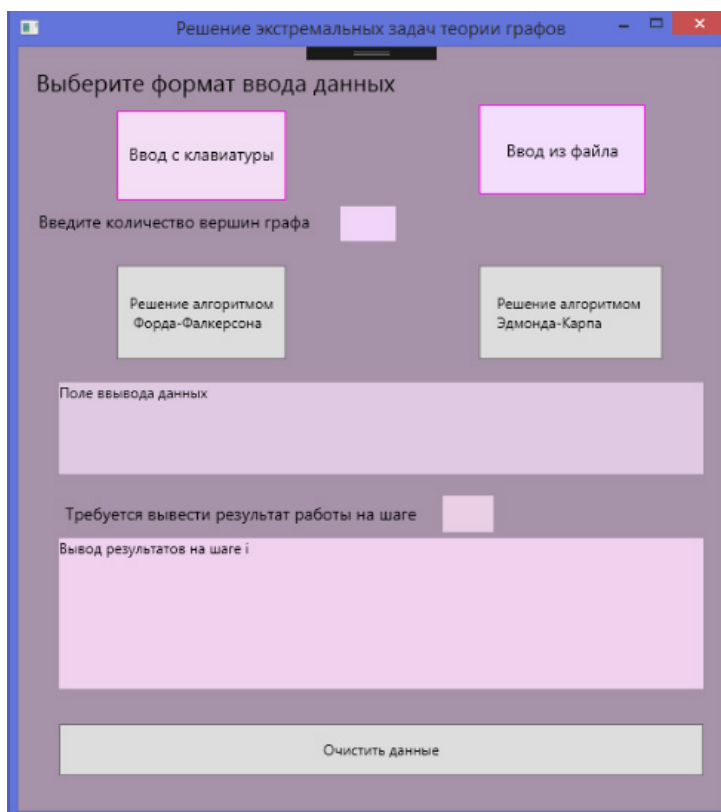 Решение экстремальных задач теории графов
Выберите формат ввода данных
Ввод с клавиатуры
Ввод из файла
Введите количество вершин графа
Решение алгоритмом
Форда-Фалкерсона
Решение алгоритмом
Эдмонда-Карпа
Поле ввывода данных
Требуется вывести результат работы на шаге
Вывод результатов на шаге i
Очистить данные